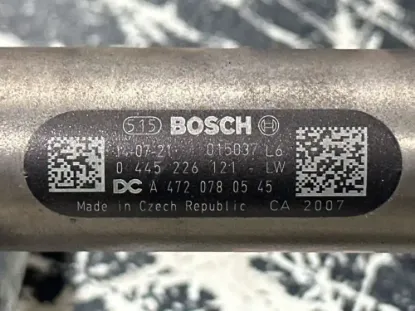 515 BOSCH
14-07-21 015037 L6
0 445 226 121 - LW
DC A 472 078 05 45
Made in Czech Republic CA 2007